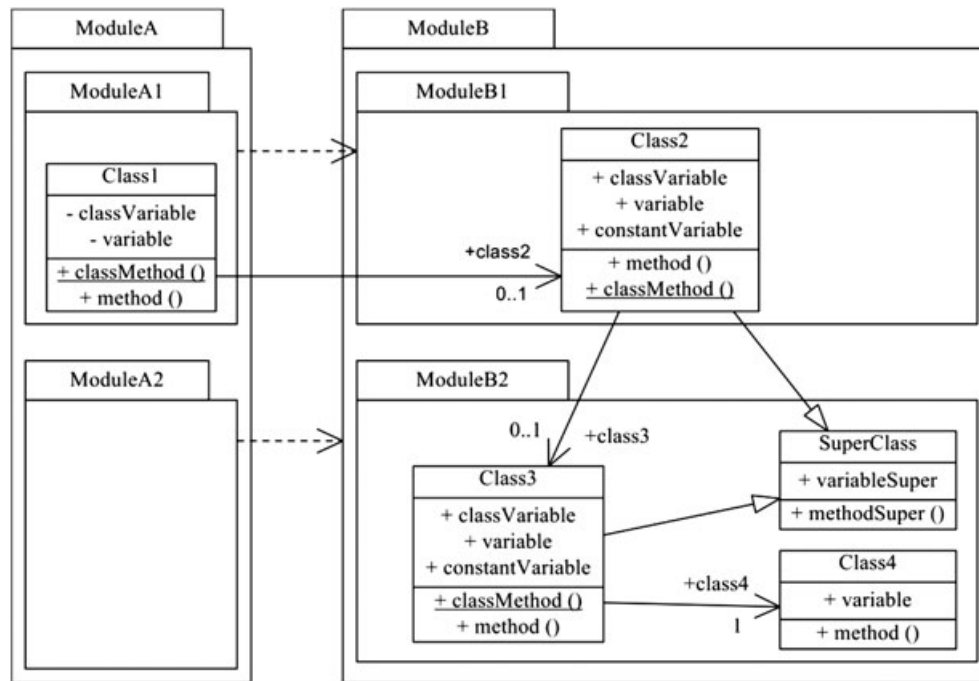 ModuleA
ModuleA1
Class1
- classVariable
- variable
+ classMethod ()
+ method ()
ModuleA2
ModuleB
ModuleB1
Class2
+ classVariable
+ variable
+ constantVariable
+ method ()
+ classMethod ()
+class2
0..1
ModuleB2
0..1
+class3
Class3
+ classVariable
+ variable
+ constantVariable
+ classMethod ()
+ method ()
SuperClass
+ variableSuper
+ methodSuper ()
+class4
1
Class4
+ variable
+ method ()